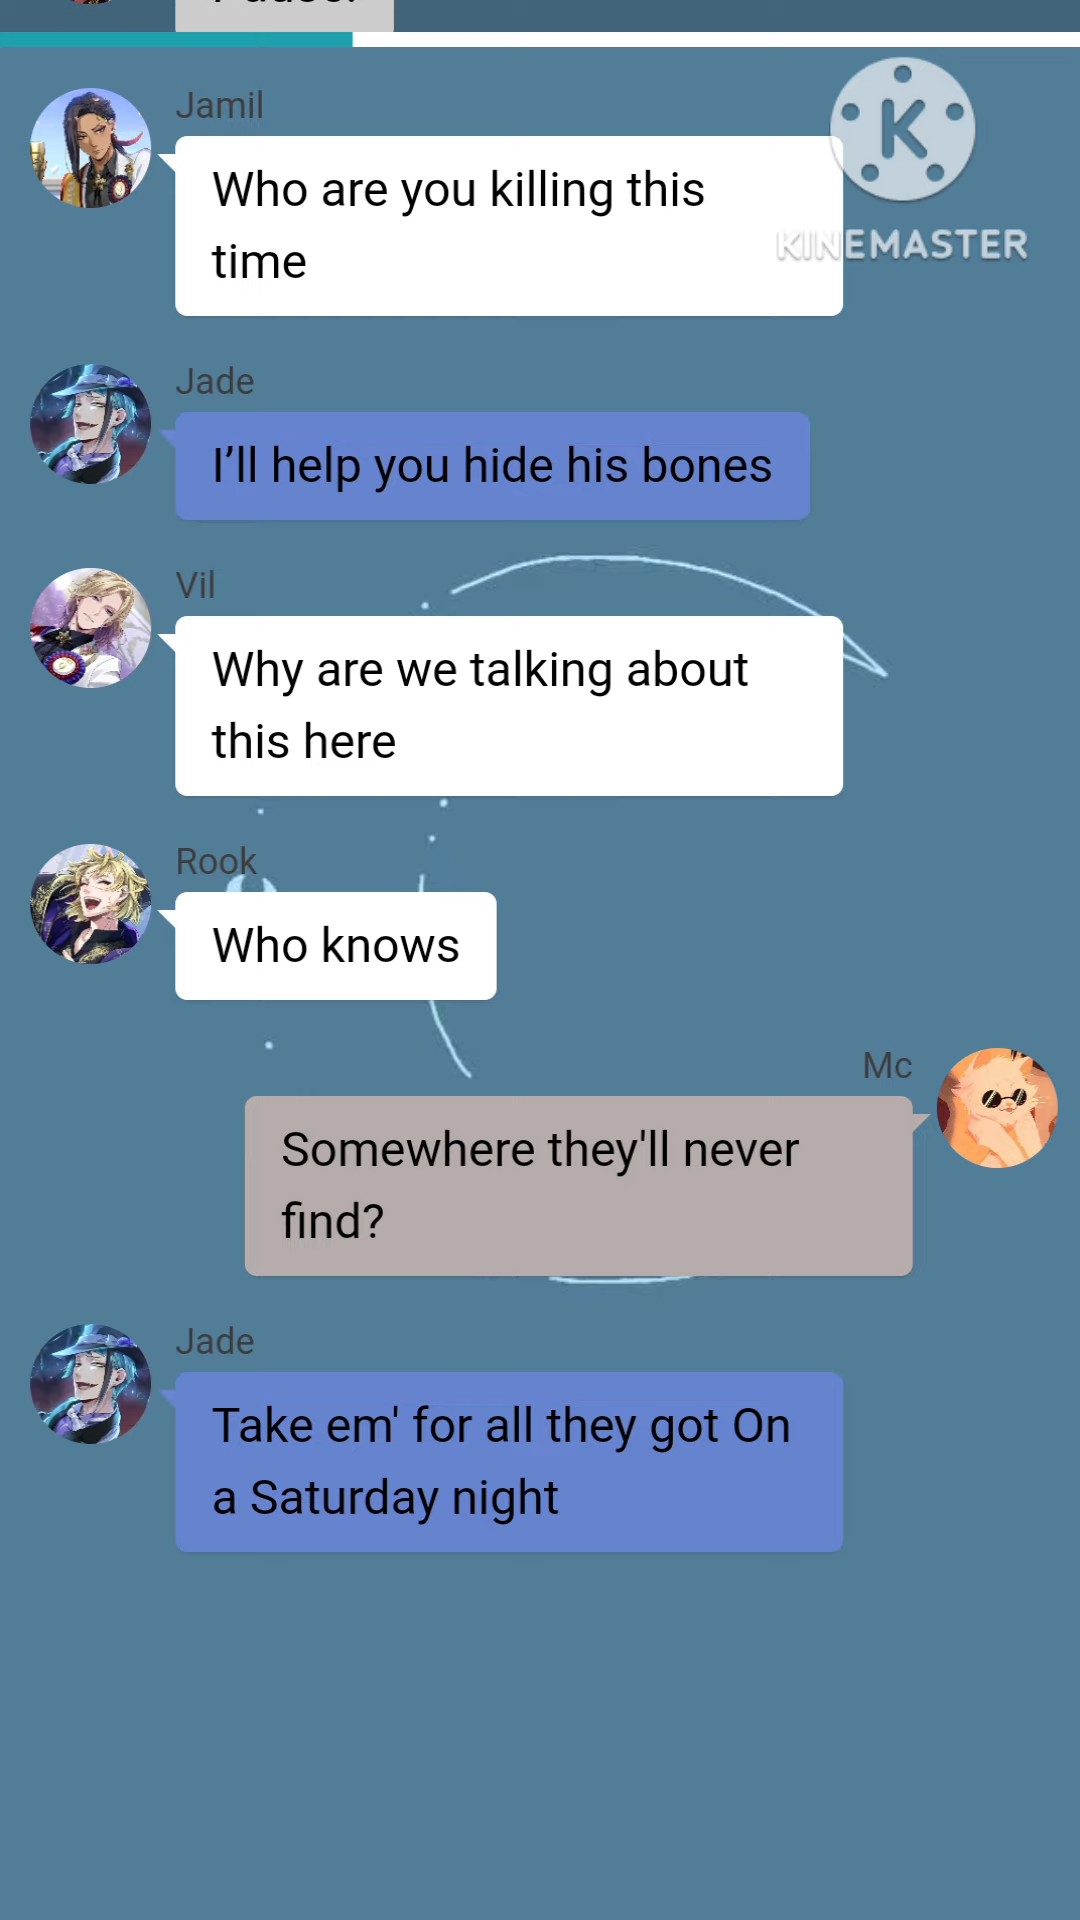 Jamil
Who are you killing this
time
K
KINEMASTER
Jade
I’ll help you hide his bones
Vil
Why are we talking about
this here
Rook
Who knows
Mc
Somewhere they'll never
find?
Jade
Take em' for all they got On
a Saturday night